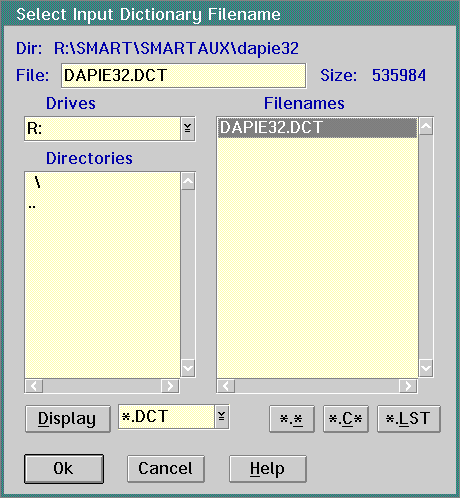 Select Input Dictionary Filename
Dir: R:\SMART\SMARTAUX\dapie32
File: DAPIE32.DCT Size: 535984
Drives Filenames
R: DAPIE32.DCT
Directories
\
..
Display *.DCT *.* *.C* *.LST
Ok Cancel Help